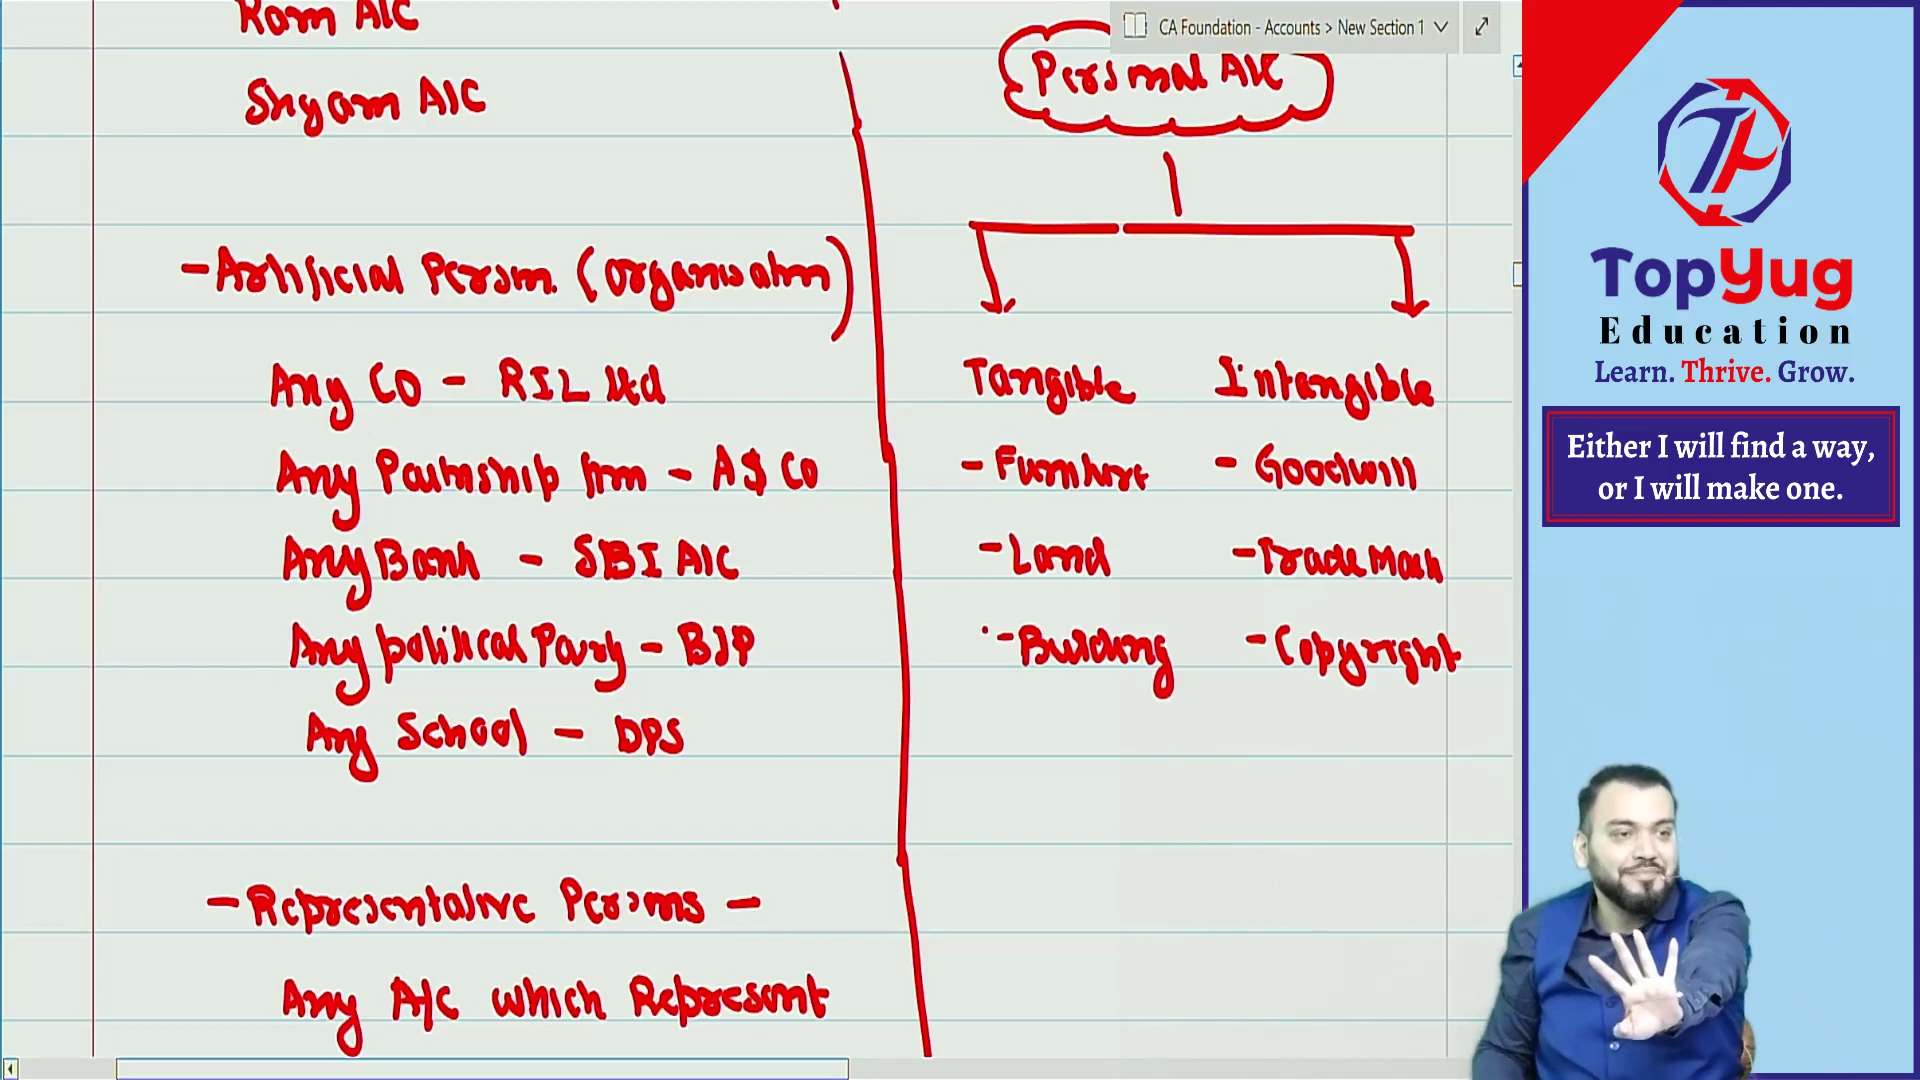 Ram A/C
Shyam A/C
- Artificial Person. (Organisation)
Any Co - RIL Ltd
Any Partnship firm - A$ Co
Any Bank - SBI A/C
Any political Party - BJP
Any School - DPS
- Representative Persons -
Any A/C which Represent
CA Foundation - Accounts > New Section 1
Personal A/C
Tangible Intangible
- Furniture - Goodwill
- Land - Trade Mark
- Building - Copyright
TopYug
Education
Learn. Thrive. Grow.
Either I will find a way,
or I will make one.